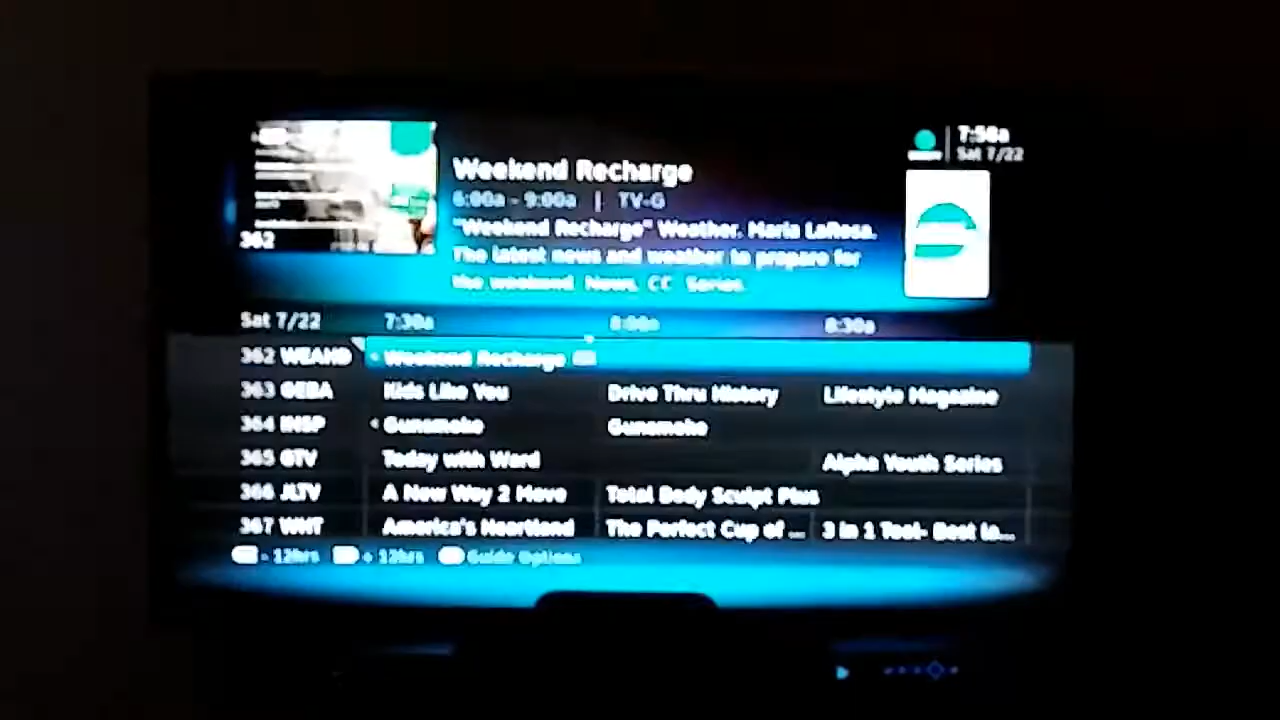 7:58a
Sat 7/22
Weekend Recharge
6:00a - 9:00a | TV-G
"Weekend Recharge" Weather. Maria LaRosa.
The latest news and weather to prepare for
the weekend. News. CC Series.
362
Sat 7/22 7:30a 8:00a 8:30a
362 WEAHD Weekend Recharge
363 GEBA Kids Like You Drive Thru History Lifestyle Magazine
364 INSP Gunsmoke Gunsmoke
365 GTV Today with Ward Alpha Youth Series
366 JLTV A New Way 2 Move Total Body Sculpt Plus
367 WHT America's Heartland The Perfect Cup of ... 3 in 1 Tool- Best lo...
- 12hrs + 12hrs Guide Options